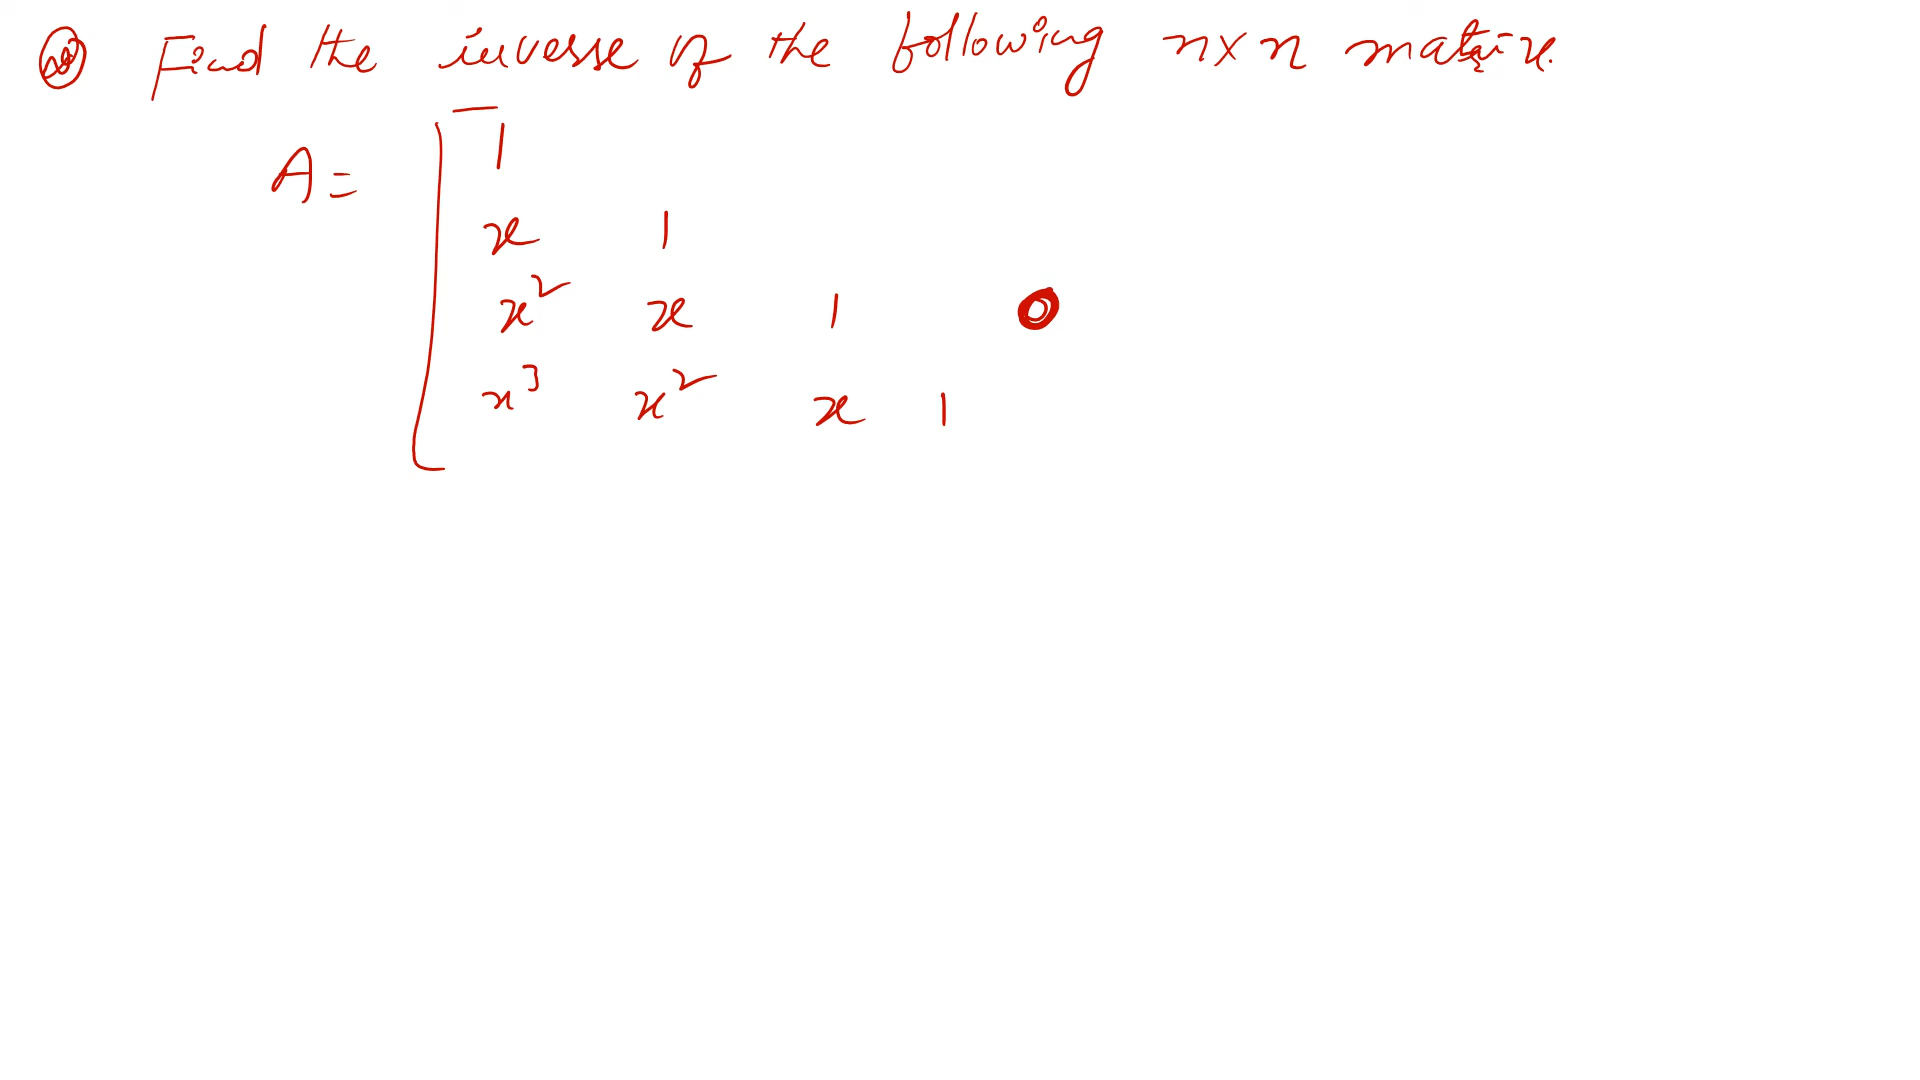 Find the inverse of the following n×n matrix.
A= [ 1
x 1
x² x 1 0
x³ x² x 1